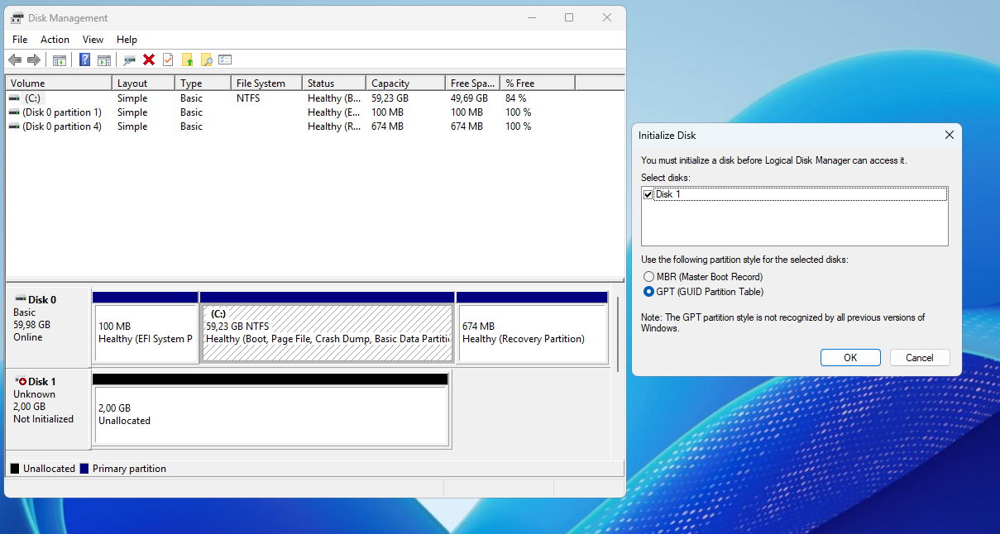 Disk Management
File Action View Help
Volume Layout Type File System Status Capacity Free Spa... % Free
(C:) Simple Basic NTFS Healthy (B... 59,23 GB 49,69 GB 84 %
(Disk 0 partition 1) Simple Basic Healthy (E... 100 MB 100 MB 100 %
(Disk 0 partition 4) Simple Basic Healthy (R... 674 MB 674 MB 100 %
Disk 0
Basic
59,98 GB
Online
100 MB
Healthy (EFI System P
(C:)
59,23 GB NTFS
Healthy (Boot, Page File, Crash Dump, Basic Data Partitic
674 MB
Healthy (Recovery Partition)
Disk 1
Unknown
2,00 GB
Not Initialized
2,00 GB
Unallocated
Unallocated Primary partition
Initialize Disk
You must initialize a disk before Logical Disk Manager can access it.
Select disks:
Disk 1
Use the following partition style for the selected disks:
MBR (Master Boot Record)
GPT (GUID Partition Table)
Note: The GPT partition style is not recognized by all previous versions of
Windows.
OK Cancel